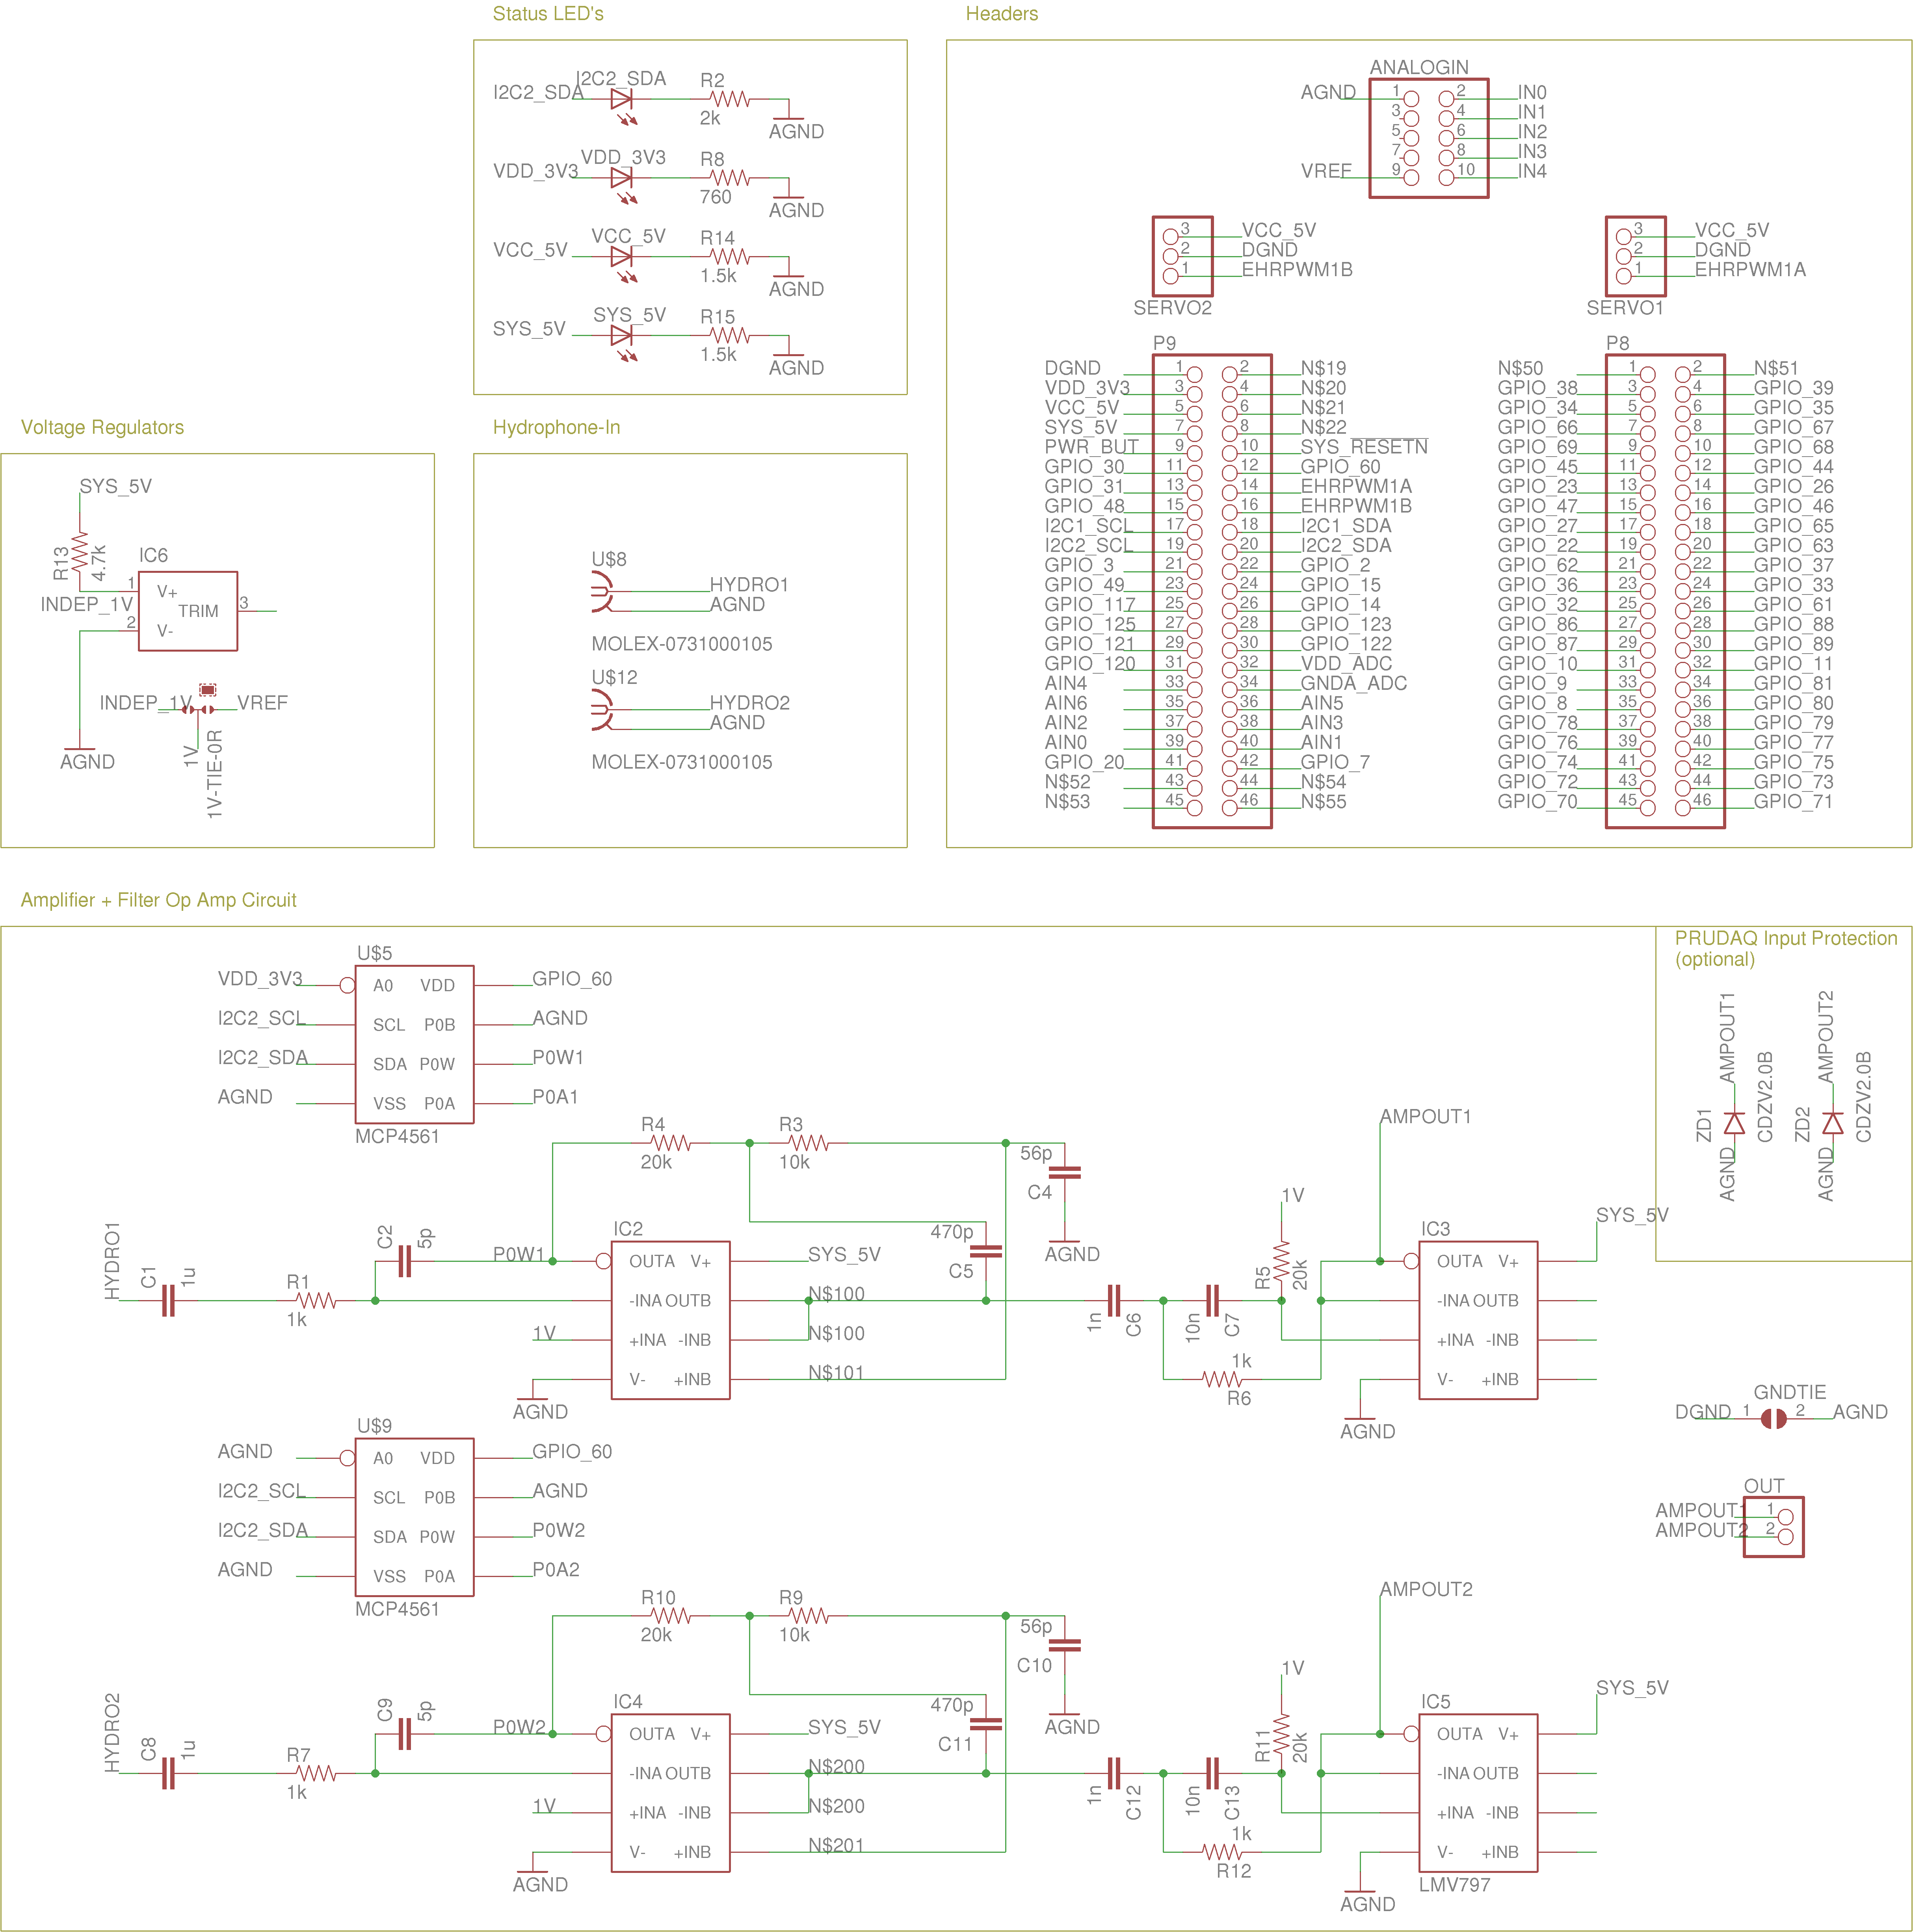 Status LED's
I2C2_SDA
I2C2_SDA
R2
2k
AGND
VDD_3V3
VDD_3V3
R8
760
AGND
VCC_5V
VCC_5V
R14
1.5k
AGND
SYS_5V
SYS_5V
R15
1.5k
AGND
Headers
ANALOGIN
AGND 1 2 IN0
3 4 IN1
5 6 IN2
7 8 IN3
VREF 9 10 IN4
3 VCC_5V
2 DGND
1 EHRPWM1B
SERVO2
3 VCC_5V
2 DGND
1 EHRPWM1A
SERVO1
P9
DGND 1 2 N$19
VDD_3V3 3 4 N$20
VCC_5V 5 6 N$21
SYS_5V 7 8 N$22
PWR_BUT 9 10 SYS_RESETN
GPIO_30 11 12 GPIO_60
GPIO_31 13 14 EHRPWM1A
GPIO_48 15 16 EHRPWM1B
I2C1_SCL 17 18 I2C1_SDA
I2C2_SCL 19 20 I2C2_SDA
GPIO_3 21 22 GPIO_2
GPIO_49 23 24 GPIO_15
GPIO_117 25 26 GPIO_14
GPIO_125 27 28 GPIO_123
GPIO_121 29 30 GPIO_122
GPIO_120 31 32 VDD_ADC
AIN4 33 34 GNDA_ADC
AIN6 35 36 AIN5
AIN2 37 38 AIN3
AIN0 39 40 AIN1
GPIO_20 41 42 GPIO_7
N$52 43 44 N$54
N$53 45 46 N$55
P8
N$50 1 2 N$51
GPIO_38 3 4 GPIO_39
GPIO_34 5 6 GPIO_35
GPIO_66 7 8 GPIO_67
GPIO_69 9 10 GPIO_68
GPIO_45 11 12 GPIO_44
GPIO_23 13 14 GPIO_26
GPIO_47 15 16 GPIO_46
GPIO_27 17 18 GPIO_65
GPIO_22 19 20 GPIO_63
GPIO_62 21 22 GPIO_37
GPIO_36 23 24 GPIO_33
GPIO_32 25 26 GPIO_61
GPIO_86 27 28 GPIO_88
GPIO_87 29 30 GPIO_89
GPIO_10 31 32 GPIO_11
GPIO_9 33 34 GPIO_81
GPIO_8 35 36 GPIO_80
GPIO_78 37 38 GPIO_79
GPIO_76 39 40 GPIO_77
GPIO_74 41 42 GPIO_75
GPIO_72 43 44 GPIO_73
GPIO_70 45 46 GPIO_71
Voltage Regulators
SYS_5V
R13
4.7k
IC6
INDEP_1V
1 V+
TRIM 3
2 V-
INDEP_1V
VREF
1V
1V-TIE-0R
AGND
Hydrophone-In
U$8
HYDRO1
AGND
MOLEX-0731000105
U$12
HYDRO2
AGND
MOLEX-0731000105
Amplifier + Filter Op Amp Circuit
U$5
VDD_3V3 A0 VDD GPIO_60
I2C2_SCL SCL P0B AGND
I2C2_SDA SDA P0W P0W1
AGND VSS P0A P0A1
MCP4561
R4
20k
R3
10k
56p
C4
AGND
470p
C5
HYDRO1
C1
1u
R1
1k
C2
5p
P0W1
IC2
OUTA V+ SYS_5V
-INA OUTB N$100
1V +INA -INB N$100
V- +INB N$101
AGND
1n
C6
10n
C7
1k
R6
1V
R5
20k
AMPOUT1
IC3
OUTA V+
-INA OUTB
+INA -INB
V- +INB
SYS_5V
AGND
PRUDAQ Input Protection
(optional)
AMPOUT1
ZD1
CDZV2.0B
AGND
AMPOUT2
ZD2
CDZV2.0B
AGND
GNDTIE
DGND 1 2 AGND
OUT
AMPOUT1 1
AMPOUT2 2
U$9
AGND A0 VDD GPIO_60
I2C2_SCL SCL P0B AGND
I2C2_SDA SDA P0W P0W2
AGND VSS P0A P0A2
MCP4561
R10
20k
R9
10k
56p
C10
AGND
470p
C11
HYDRO2
C8
1u
R7
1k
C9
5p
P0W2
IC4
OUTA V+ SYS_5V
-INA OUTB N$200
1V +INA -INB N$200
V- +INB N$201
AGND
1n
C12
10n
C13
1k
R12
1V
R11
20k
AMPOUT2
IC5
OUTA V+
-INA OUTB
+INA -INB
V- +INB
SYS_5V
AGND
LMV797